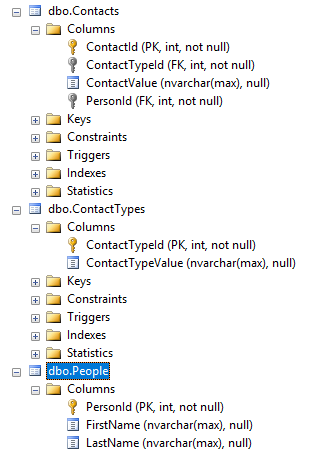 dbo.Contacts
Columns
ContactId (PK, int, not null)
ContactTypeId (FK, int, not null)
ContactValue (nvarchar(max), null)
PersonId (FK, int, not null)
Keys
Constraints
Triggers
Indexes
Statistics
dbo.ContactTypes
Columns
ContactTypeId (PK, int, not null)
ContactTypeValue (nvarchar(max), null)
Keys
Constraints
Triggers
Indexes
Statistics
dbo.People
Columns
PersonId (PK, int, not null)
FirstName (nvarchar(max), null)
LastName (nvarchar(max), null)